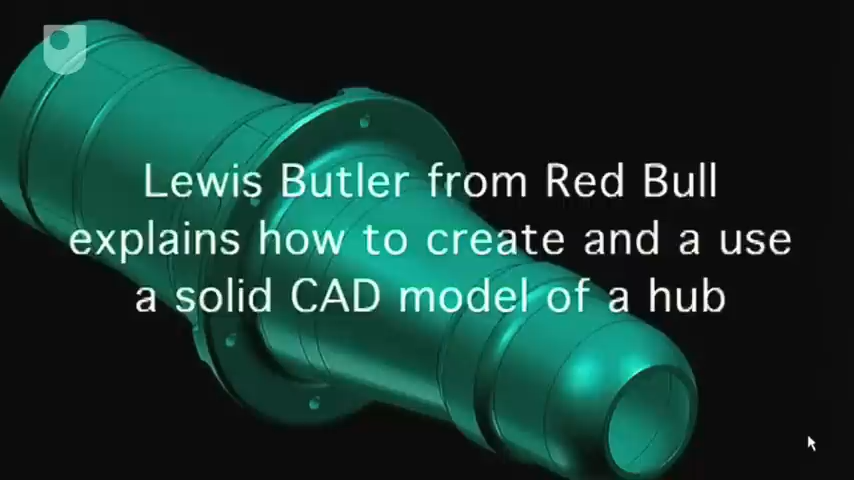 Lewis Butler from Red Bull
explains how to create and a use
a solid CAD model of a hub